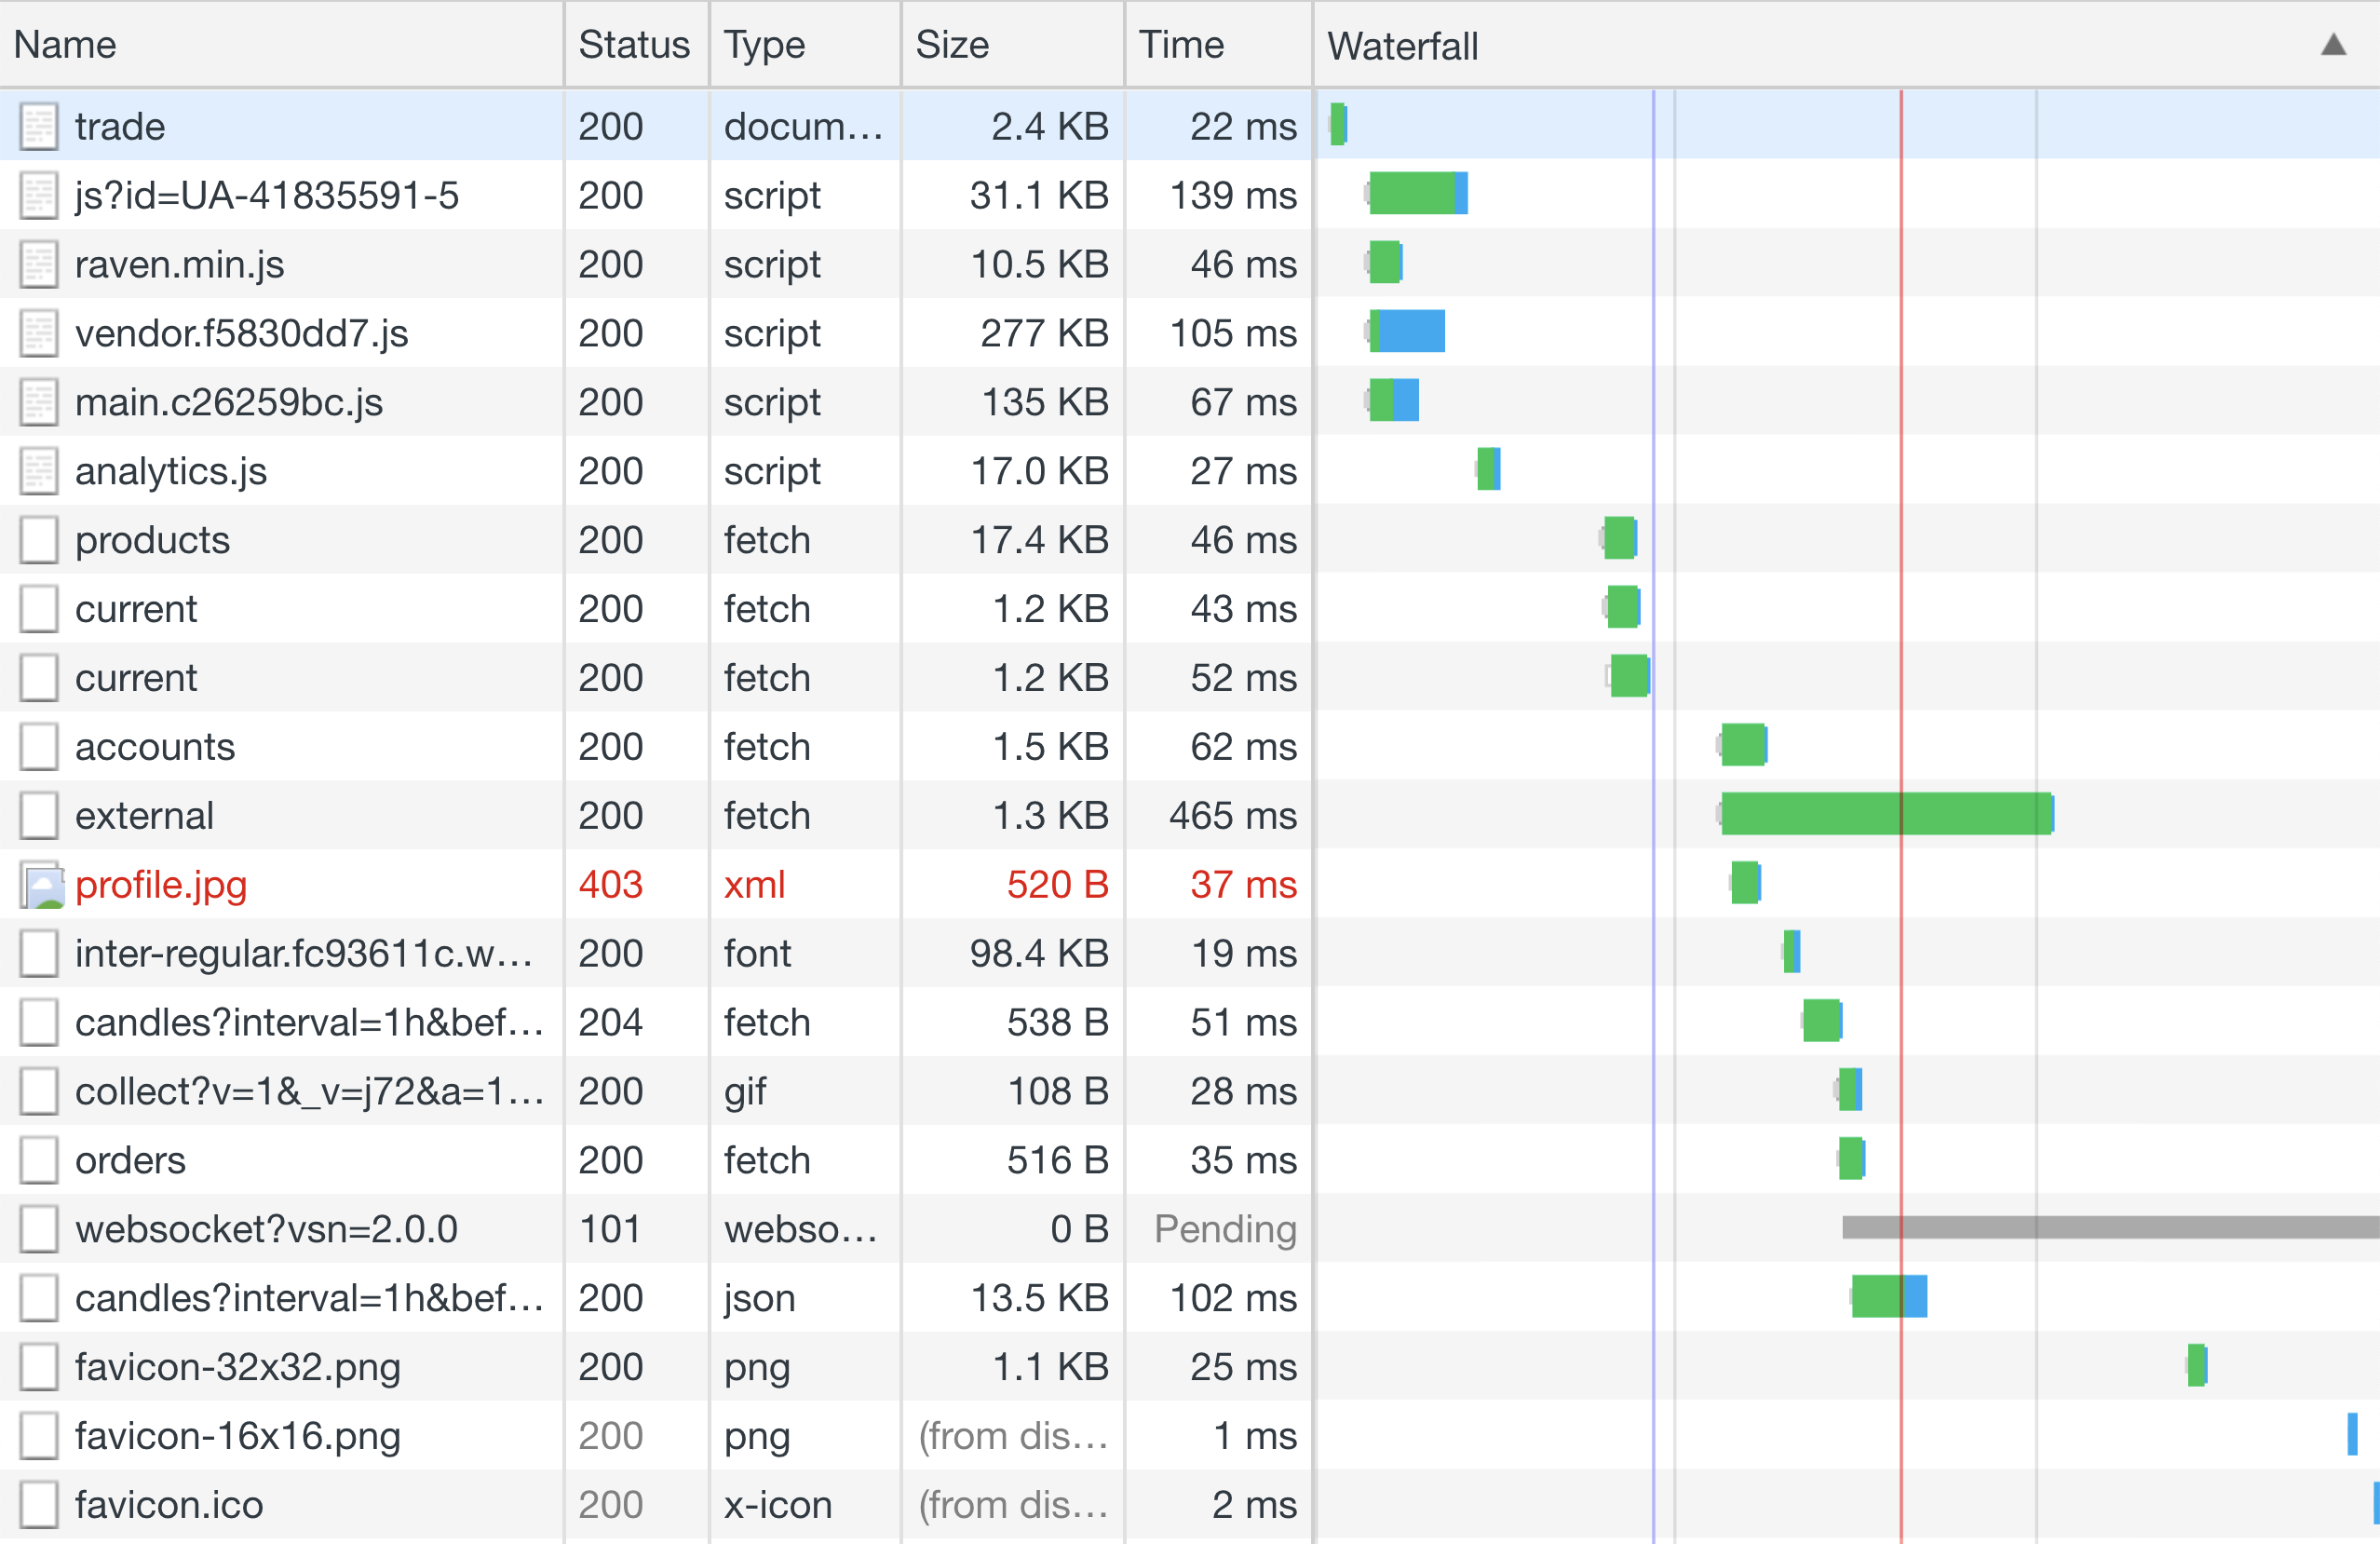 Name Status Type Size Time Waterfall
trade 200 docum… 2.4 KB 22 ms
js?id=UA-41835591-5 200 script 31.1 KB 139 ms
raven.min.js 200 script 10.5 KB 46 ms
vendor.f5830dd7.js 200 script 277 KB 105 ms
main.c26259bc.js 200 script 135 KB 67 ms
analytics.js 200 script 17.0 KB 27 ms
products 200 fetch 17.4 KB 46 ms
current 200 fetch 1.2 KB 43 ms
current 200 fetch 1.2 KB 52 ms
accounts 200 fetch 1.5 KB 62 ms
external 200 fetch 1.3 KB 465 ms
profile.jpg 403 xml 520 B 37 ms
inter-regular.fc93611c.w… 200 font 98.4 KB 19 ms
candles?interval=1h&bef… 204 fetch 538 B 51 ms
collect?v=1&_v=j72&a=1… 200 gif 108 B 28 ms
orders 200 fetch 516 B 35 ms
websocket?vsn=2.0.0 101 webso… 0 B Pending
candles?interval=1h&bef… 200 json 13.5 KB 102 ms
favicon-32x32.png 200 png 1.1 KB 25 ms
favicon-16x16.png 200 png (from dis… 1 ms
favicon.ico 200 x-icon (from dis… 2 ms